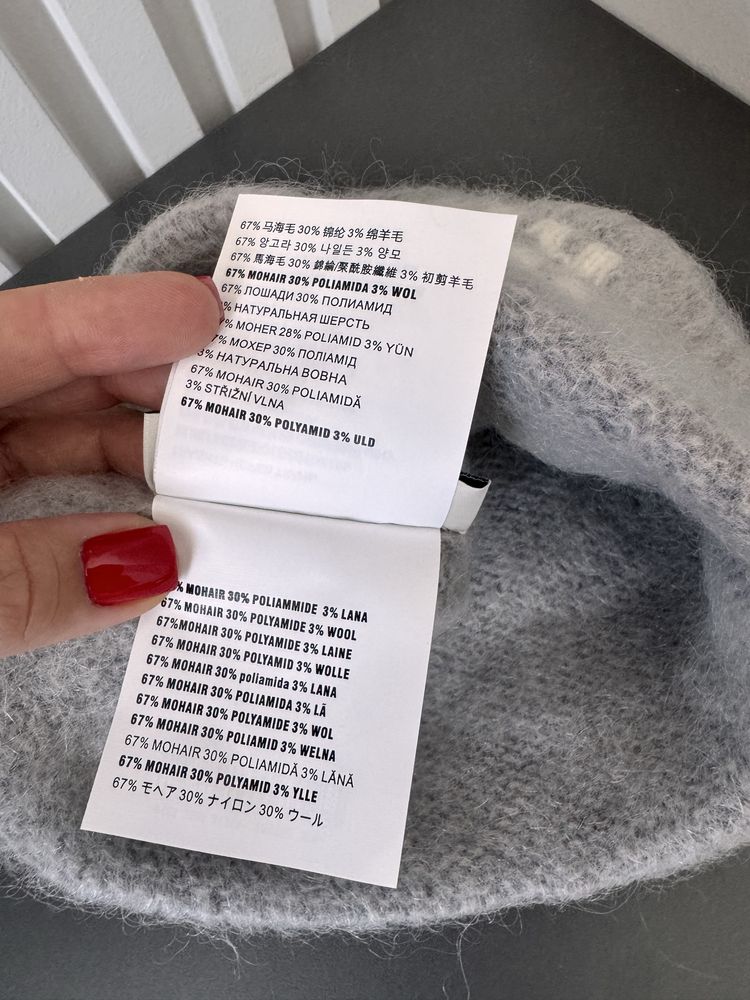 67% 马海毛 30% 锦纶 3% 绵羊毛
67% 앙고라 30% 나일든 3% 양모
67% 馬海毛 30% 錦綸/聚酰胺纖維 3% 初剪羊毛
67% MOHAIR 30% POLIAMIDA 3% WOL
67% ЛОШАДИ 30% ПОЛИАМИД
% НАТУРАЛЬНАЯ ШЕРСТЬ
% MOHER 28% POLIAMID 3% YÜN
7% МОХЕР 30% ПОЛІАМІД
3% НАТУРАЛЬНА ВОВНА
67% MOHAIR 30% POLIAMIDĂ
3% STŘIŽNÍ VLNA
67% MOHAIR 30% POLYAMID 3% ULD
% MOHAIR 30% POLIAMMIDE 3% LANA
67% MOHAIR 30% POLYAMIDE 3% WOOL
67%MOHAIR 30% POLYAMIDE 3% LAINE
67% MOHAIR 30% POLYAMID 3% WOLLE
67% MOHAIR 30% poliamida 3% LANA
67% MOHAIR 30% POLIAMIDA 3% LÃ
67% MOHAIR 30% POLYAMIDE 3% WOL
67% MOHAIR 30% POLIAMID 3% WELNA
67% MOHAIR 30% POLIAMIDĂ 3% LĂNĂ
67% MOHAIR 30% POLYAMID 3% YLLE
67% モヘア 30% ナイロン 30% ウール